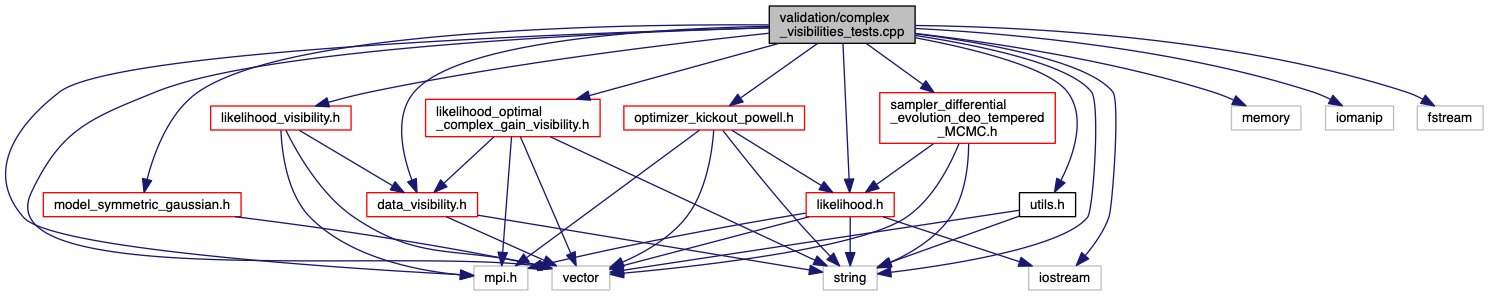 validation/complex
_visibilities_tests.cpp
likelihood_visibility.h
likelihood_optimal
_complex_gain_visibility.h
optimizer_kickout_powell.h
sampler_differential
_evolution_deo_tempered
_MCMC.h
memory
iomanip
fstream
model_symmetric_gaussian.h
data_visibility.h
likelihood.h
utils.h
mpi.h
vector
string
iostream